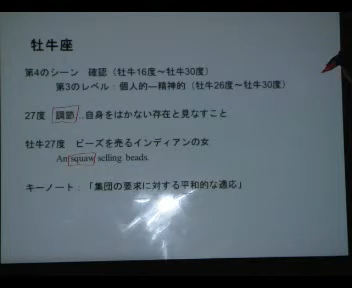 牡牛座
第4のシーン 確認（牡牛16度～牡牛30度）
第3のレベル：個人的―精神的（牡牛26度～牡牛30度）
27度 調節…自身をはかない存在と見なすこと
牡牛27度 ビーズを売るインディアンの女
An squaw selling beads.
キーノート：「集団の要求に対する平和的な適応」